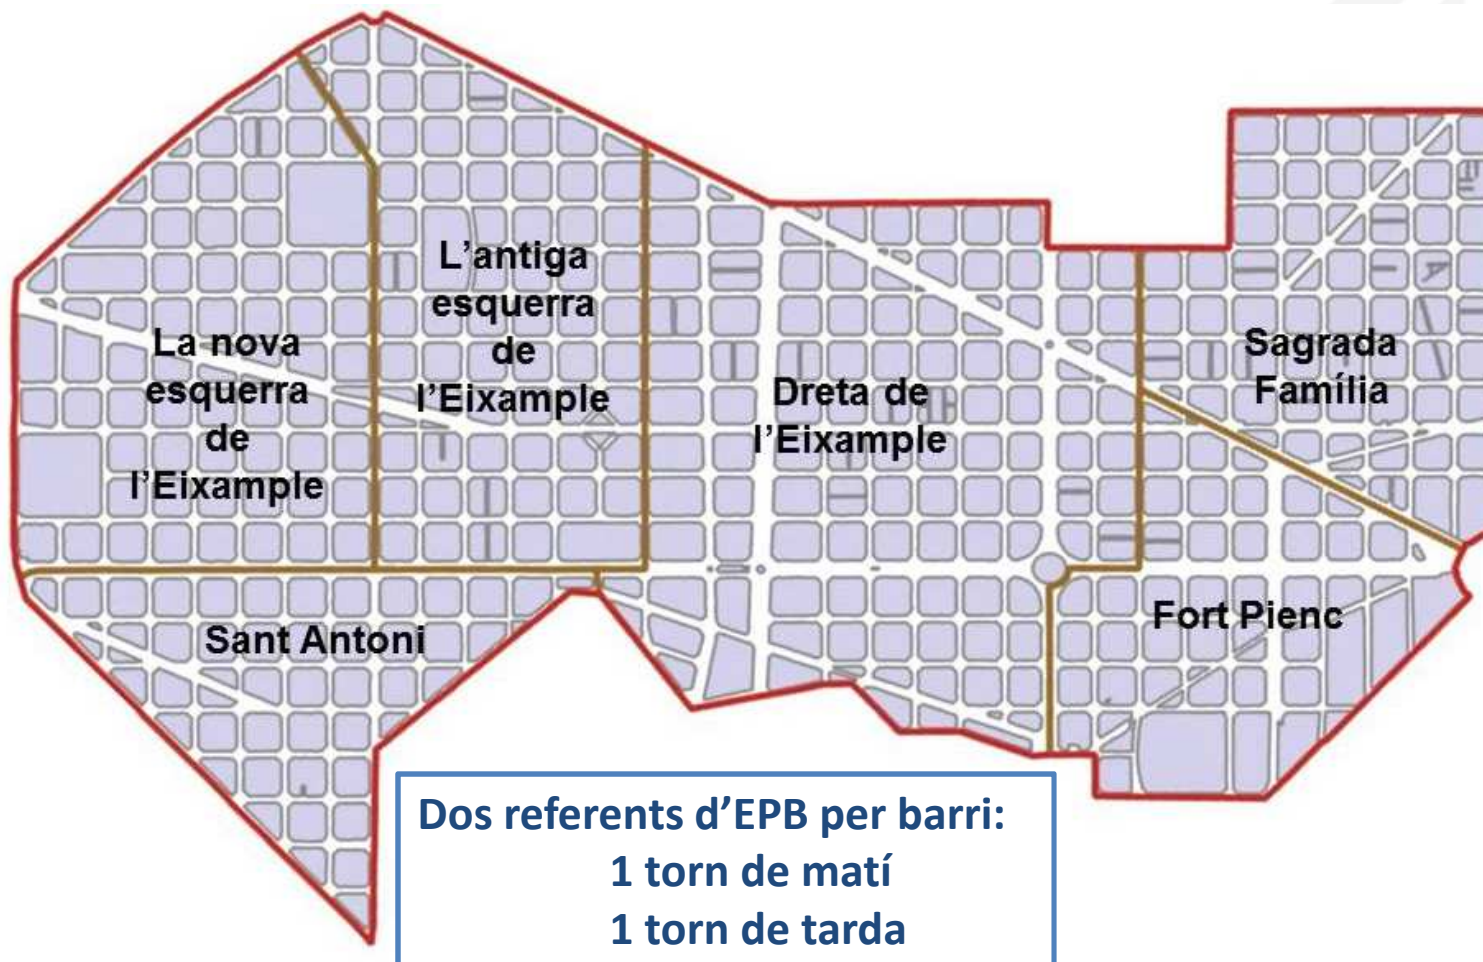 L'antiga
esquerra
de
l'Eixample
La nova
esquerra
de
l'Eixample
Dreta de
l'Eixample
Sagrada
Família
Sant Antoni
Fort Pienc
Dos referents d'EPB per barri:
1 torn de matí
1 torn de tarda